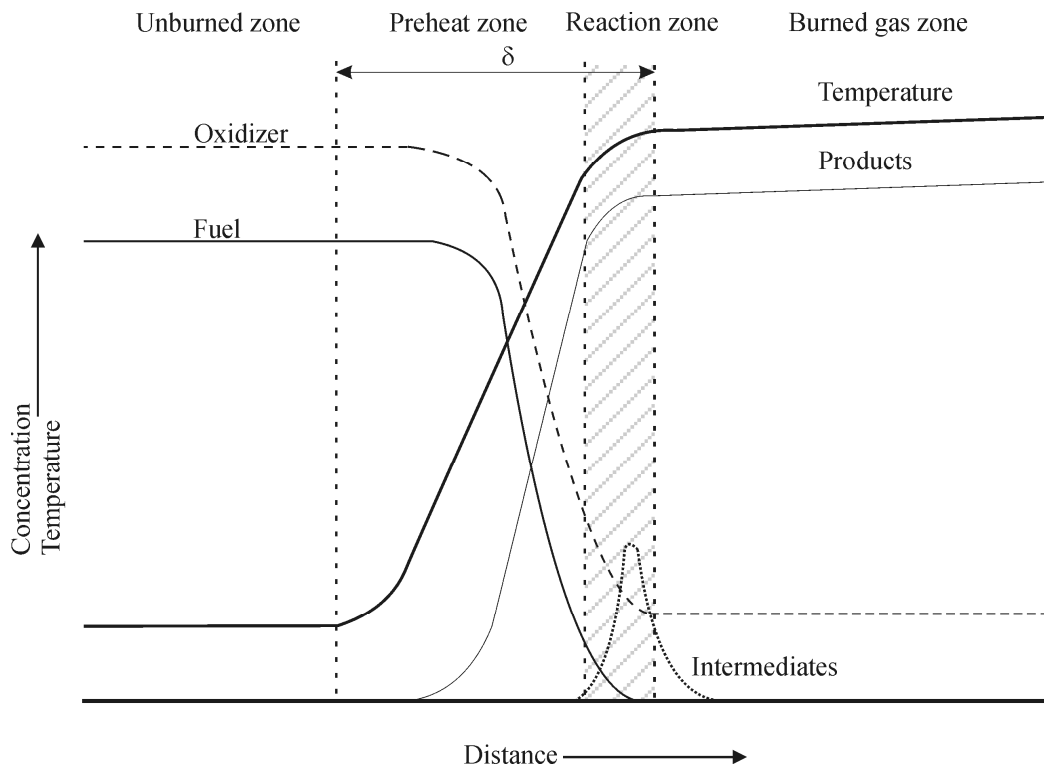 Unburned zone
Preheat zone
Reaction zone
Burned gas zone
δ
Temperature
Oxidizer
Products
Fuel
Concentration
Temperature
Intermediates
Distance